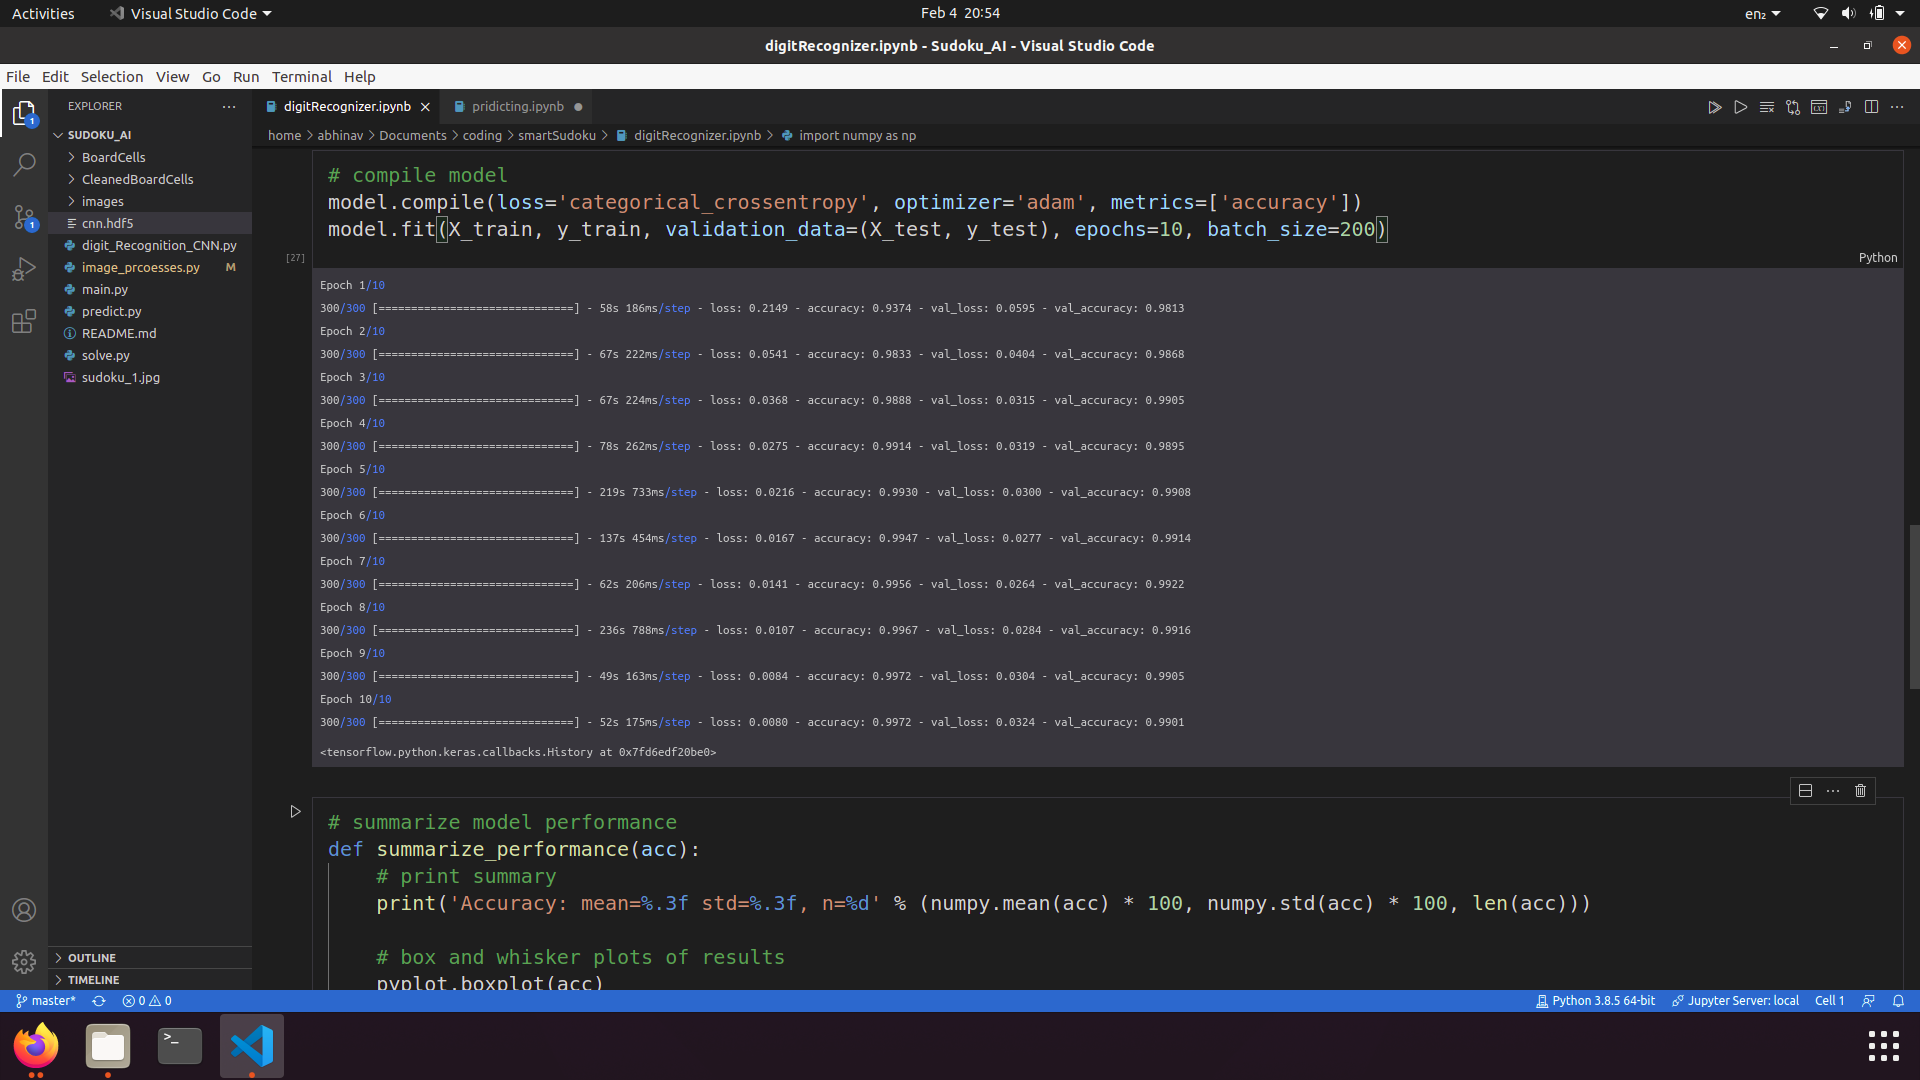 Activities
Visual Studio Code
Feb 4 20:54
en₂
digitRecognizer.ipynb - Sudoku_AI - Visual Studio Code
File Edit Selection View Go Run Terminal Help
EXPLORER
SUDOKU_AI
BoardCells
CleanedBoardCells
images
cnn.hdf5
digit_Recognition_CNN.py
image_prcoesses.py M
main.py
predict.py
README.md
solve.py
sudoku_1.jpg
OUTLINE
TIMELINE
1
1
digitRecognizer.ipynb
pridicting.ipynb
home > abhinav > Documents > coding > smartSudoku > digitRecognizer.ipynb > import numpy as np
# compile model
model.compile(loss='categorical_crossentropy', optimizer='adam', metrics=['accuracy'])
model.fit(X_train, y_train, validation_data=(X_test, y_test), epochs=10, batch_size=200)
[27]
Python
Epoch 1/10
300/300 [==============================] - 58s 186ms/step - loss: 0.2149 - accuracy: 0.9374 - val_loss: 0.0595 - val_accuracy: 0.9813
Epoch 2/10
300/300 [==============================] - 67s 222ms/step - loss: 0.0541 - accuracy: 0.9833 - val_loss: 0.0404 - val_accuracy: 0.9868
Epoch 3/10
300/300 [==============================] - 67s 224ms/step - loss: 0.0368 - accuracy: 0.9888 - val_loss: 0.0315 - val_accuracy: 0.9905
Epoch 4/10
300/300 [==============================] - 78s 262ms/step - loss: 0.0275 - accuracy: 0.9914 - val_loss: 0.0319 - val_accuracy: 0.9895
Epoch 5/10
300/300 [==============================] - 219s 733ms/step - loss: 0.0216 - accuracy: 0.9930 - val_loss: 0.0300 - val_accuracy: 0.9908
Epoch 6/10
300/300 [==============================] - 137s 454ms/step - loss: 0.0167 - accuracy: 0.9947 - val_loss: 0.0277 - val_accuracy: 0.9914
Epoch 7/10
300/300 [==============================] - 62s 206ms/step - loss: 0.0141 - accuracy: 0.9956 - val_loss: 0.0264 - val_accuracy: 0.9922
Epoch 8/10
300/300 [==============================] - 236s 788ms/step - loss: 0.0107 - accuracy: 0.9967 - val_loss: 0.0284 - val_accuracy: 0.9916
Epoch 9/10
300/300 [==============================] - 49s 163ms/step - loss: 0.0084 - accuracy: 0.9972 - val_loss: 0.0304 - val_accuracy: 0.9905
Epoch 10/10
300/300 [==============================] - 52s 175ms/step - loss: 0.0080 - accuracy: 0.9972 - val_loss: 0.0324 - val_accuracy: 0.9901
<tensorflow.python.keras.callbacks.History at 0x7fd6edf20be0>
# summarize model performance
def summarize_performance(acc):
    # print summary
    print('Accuracy: mean=%.3f std=%.3f, n=%d' % (numpy.mean(acc) * 100, numpy.std(acc) * 100, len(acc)))
    # box and whisker plots of results
    pyplot.boxplot(acc)
master* 0 0
Python 3.8.5 64-bit
Jupyter Server: local
Cell 1